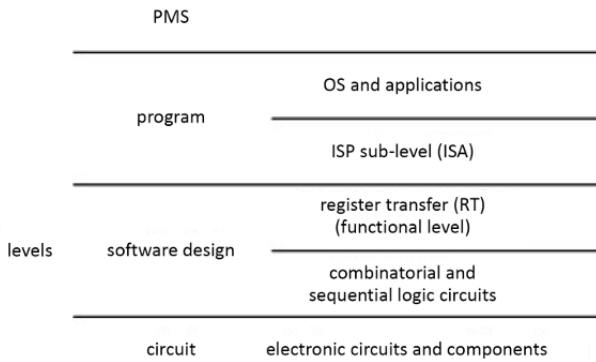 PMS
OS and applications
program
ISP sub-level (ISA)
register transfer (RT)
(functional level)
levels
software design
combinatorial and
sequential logic circuits
circuit
electronic circuits and components